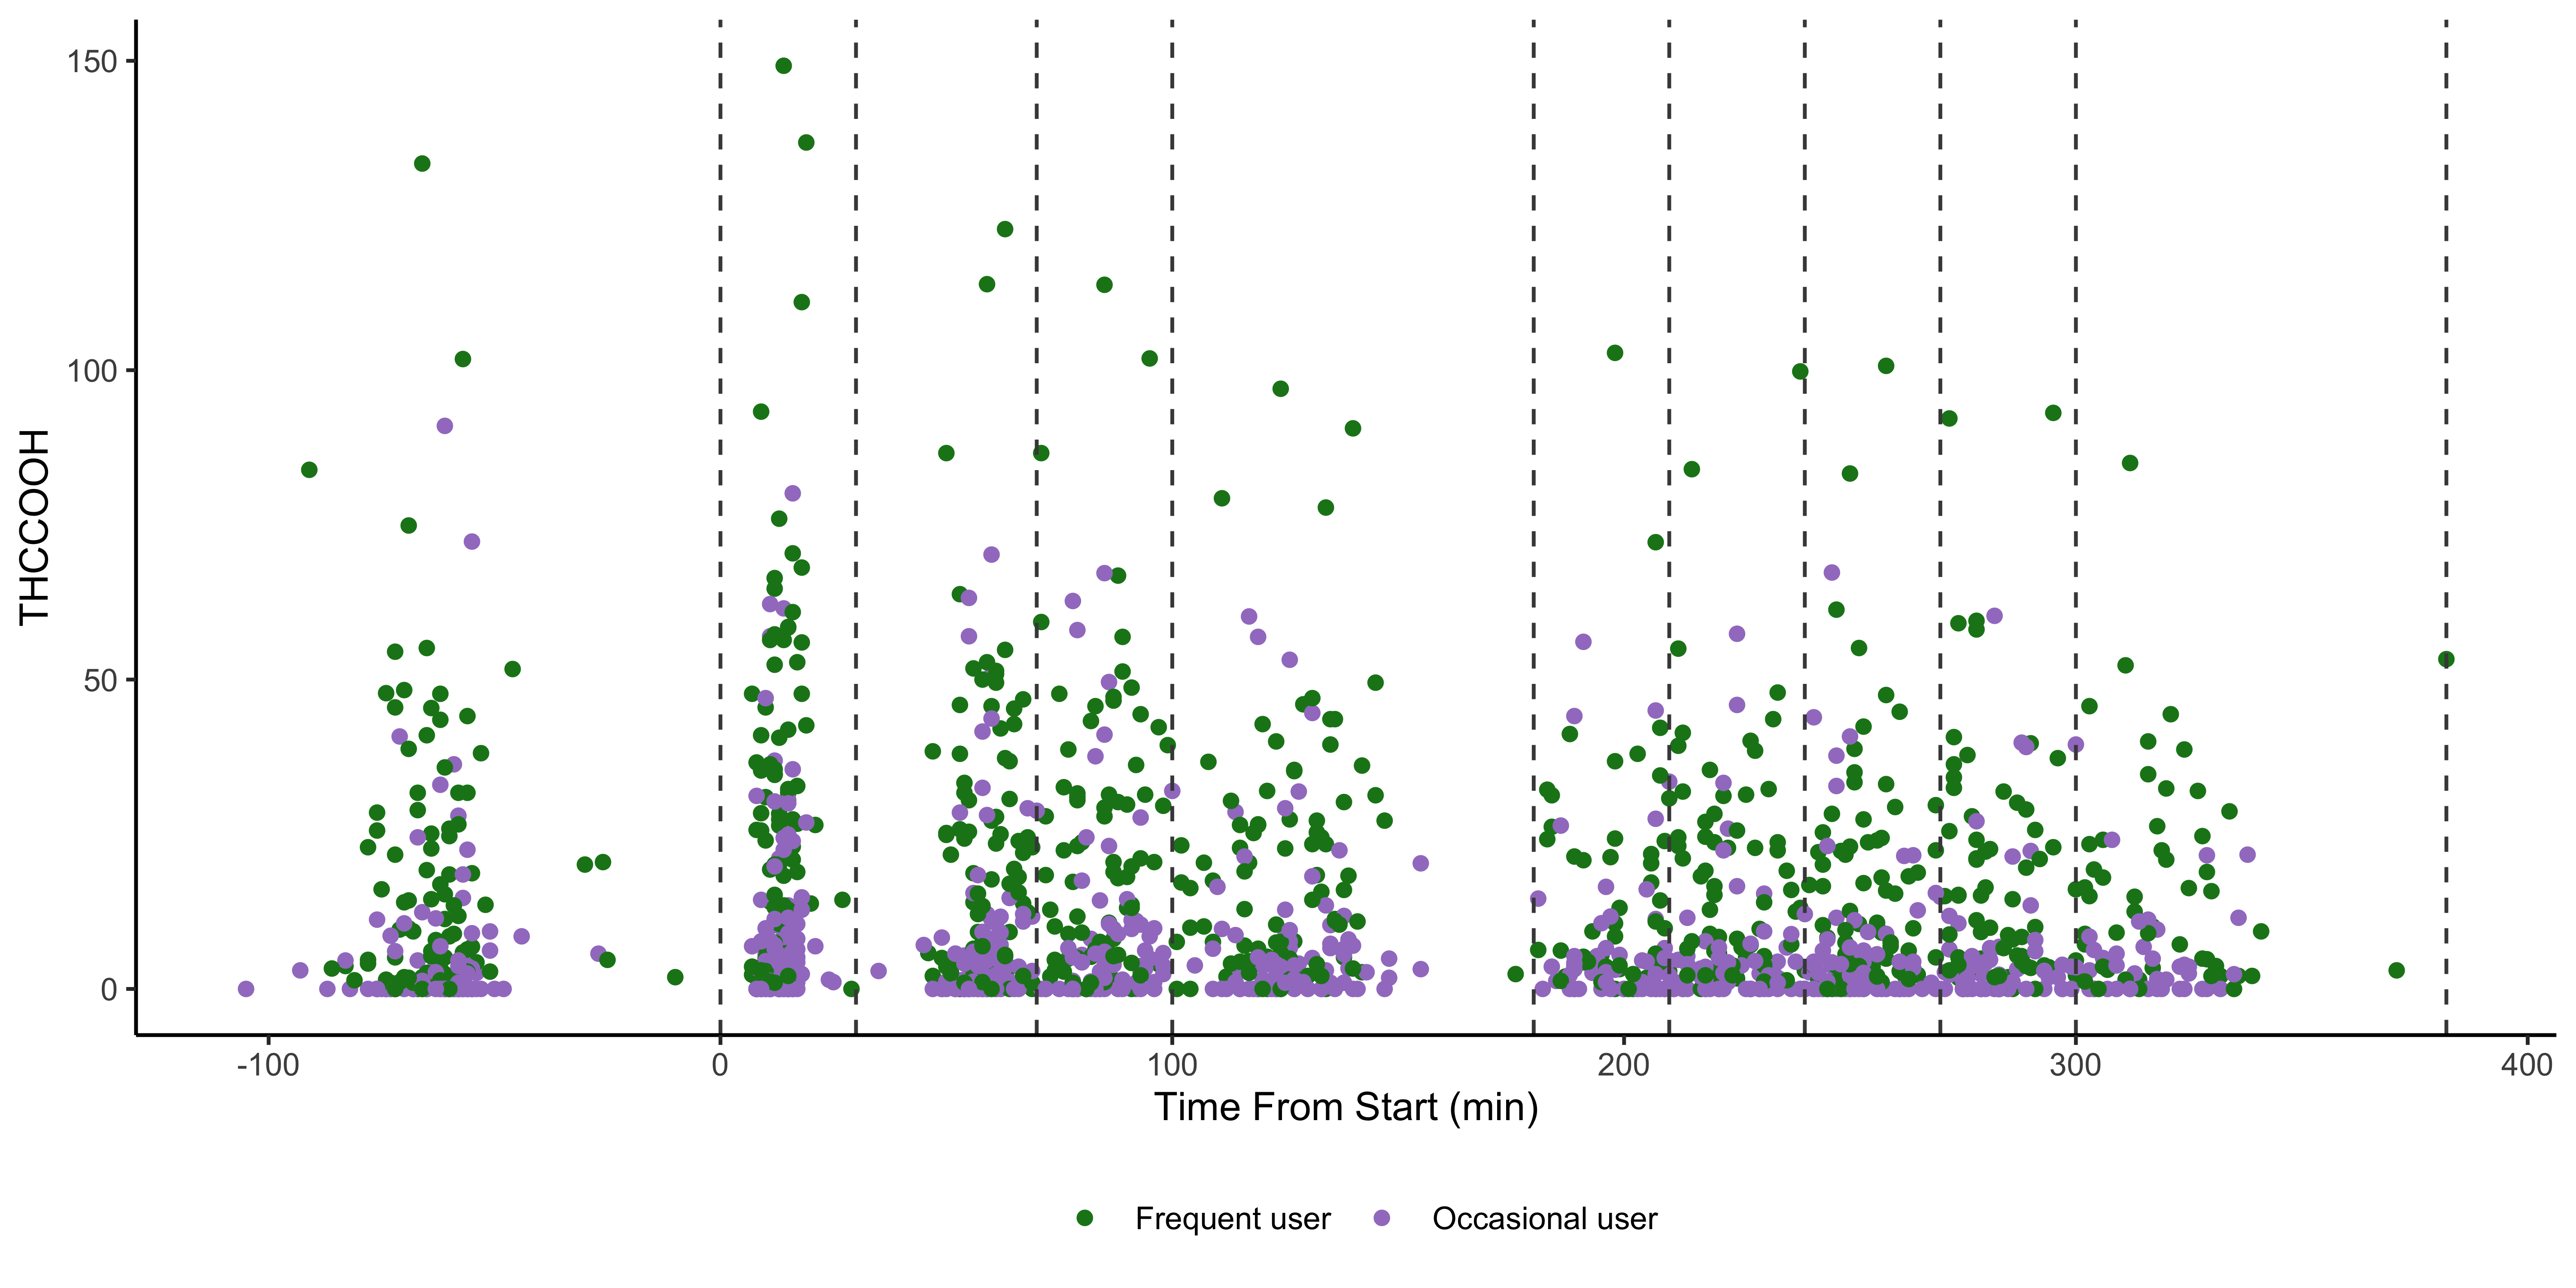 THCCOOH
150
100
50
0
-100 0 100 200 300 400
Time From Start (min)
Frequent user Occasional user